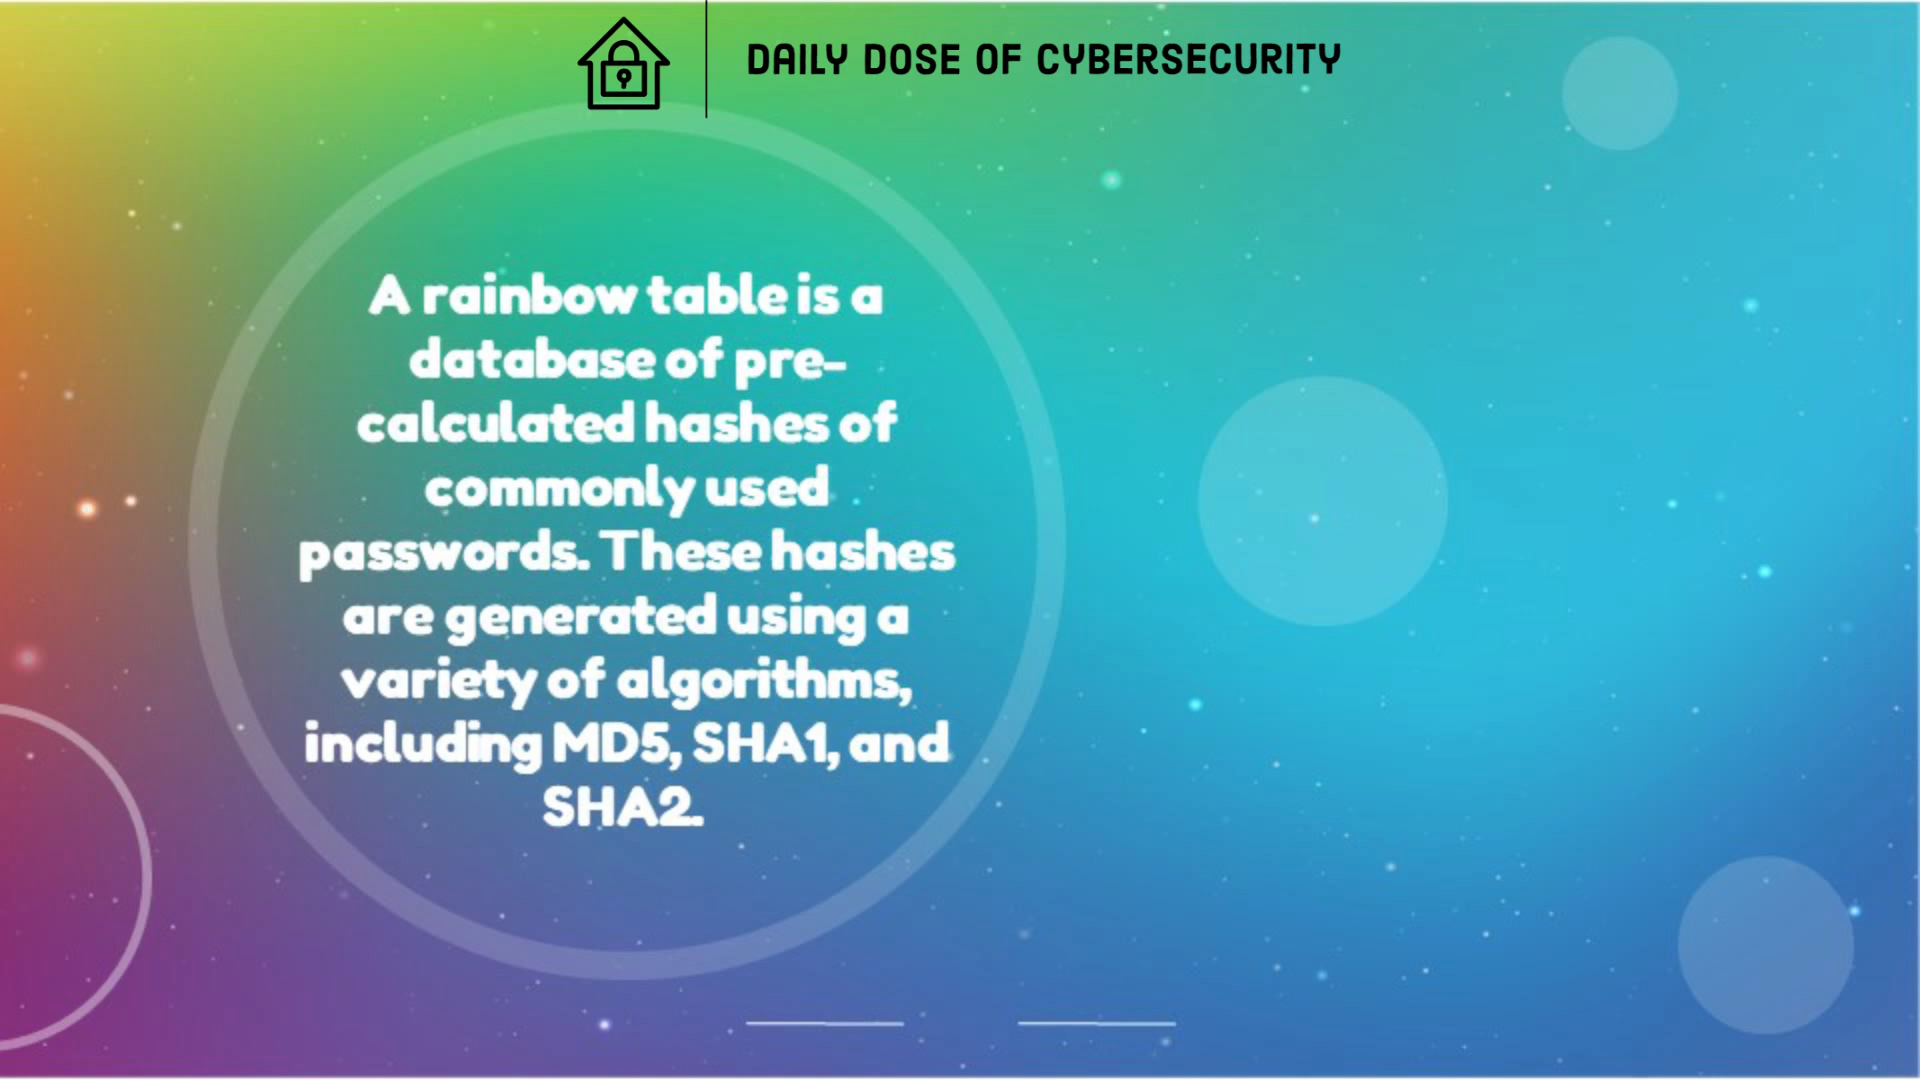 DAILY DOSE OF CYBERSECURITY
A rainbow table is a
database of pre-
calculated hashes of
commonly used
passwords. These hashes
are generated using a
variety of algorithms,
including MD5, SHA1, and
SHA2.